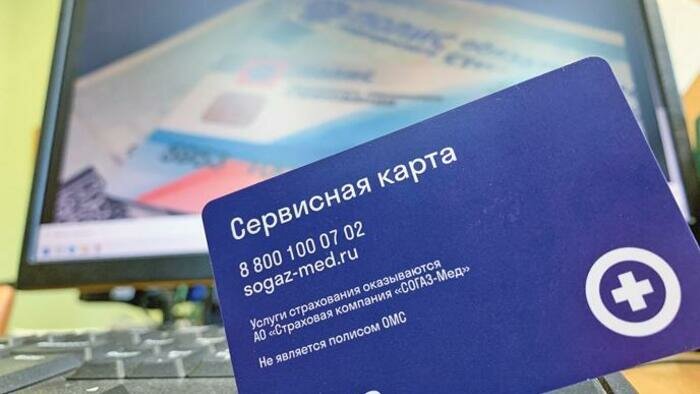 ПОЛИС
Сервисная карта
8 800 100 07 02
sogaz-med.ru
Услуги страхования оказываются
АО «Страховая компания «СОГАЗ-Мед»
Не является полисом ОМС